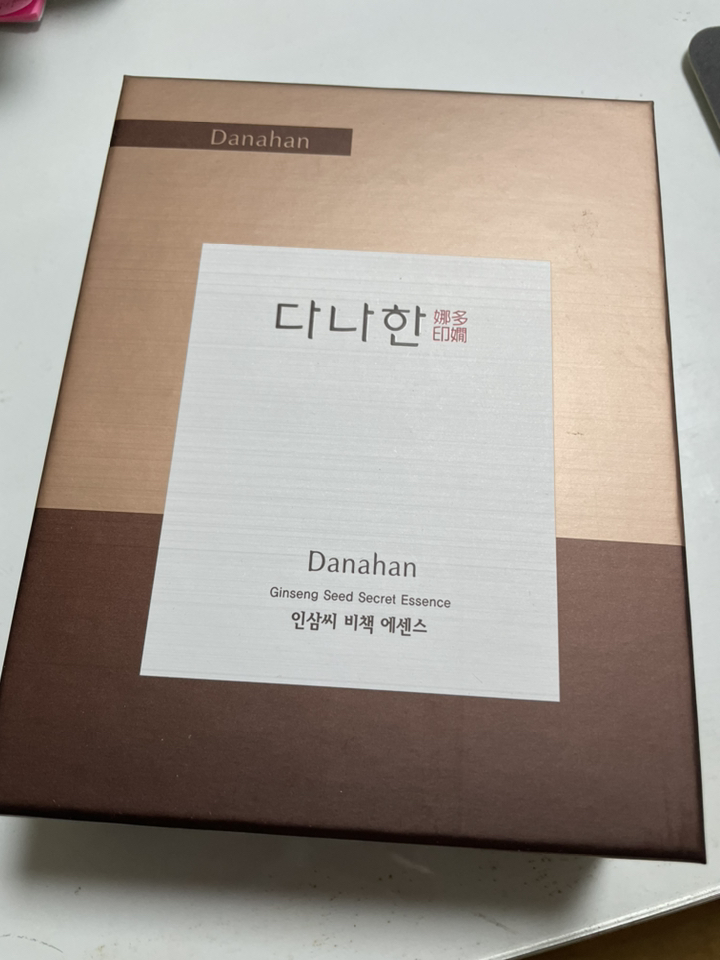 Danahan
다나한 娜多
印嫺
Danahan
Ginseng Seed Secret Essence
인삼씨 비책 에센스